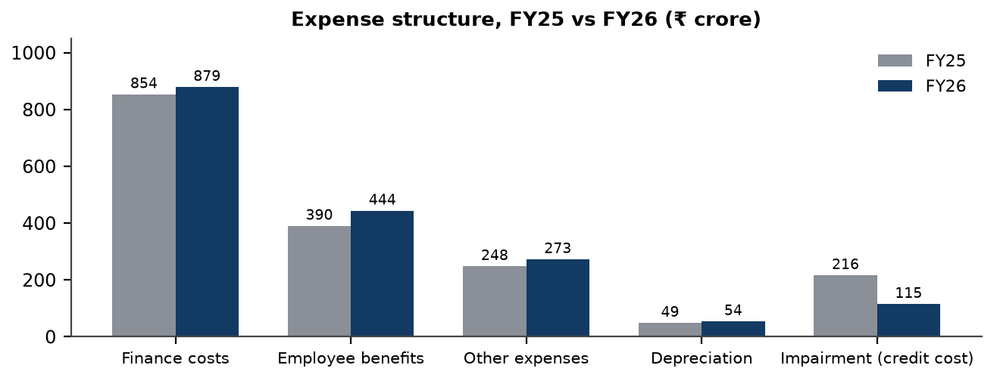 Expense structure, FY25 vs FY26 (₹ crore)
FY25
FY26
1000
800
600
400
200
0
854
879
390
444
248
273
49
54
216
115
Finance costs
Employee benefits
Other expenses
Depreciation
Impairment (credit cost)